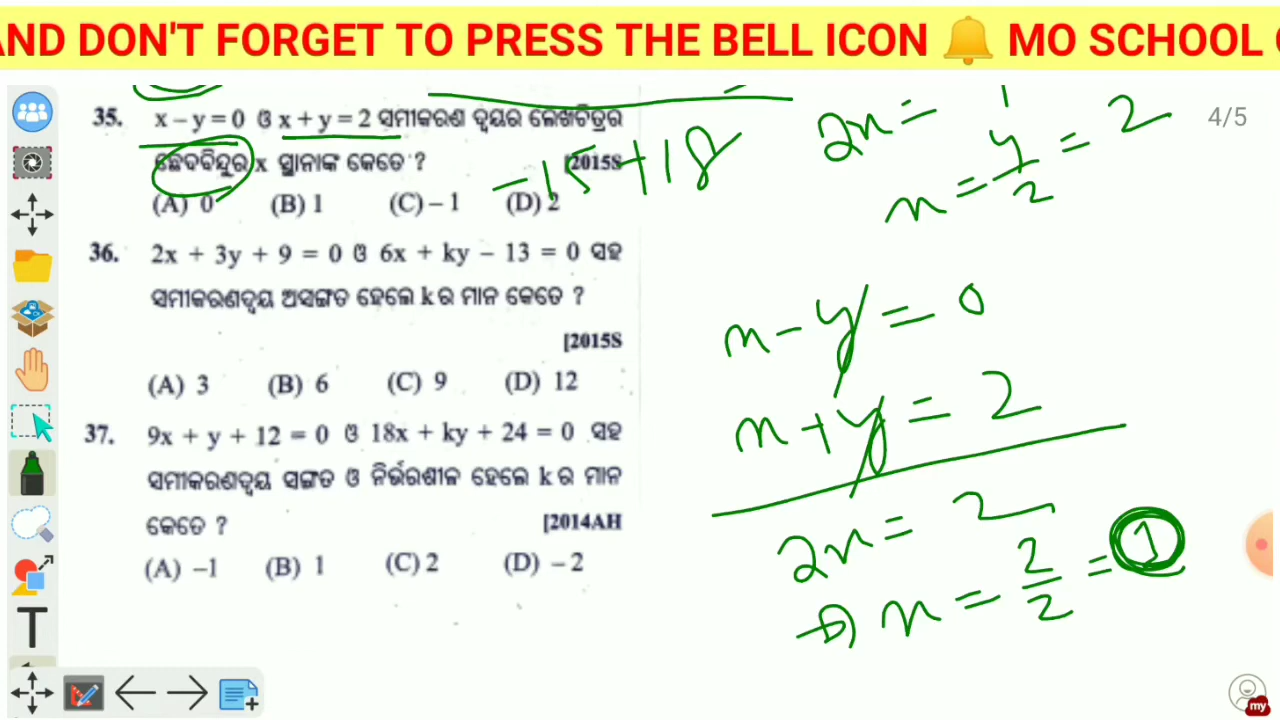 AND DON'T FORGET TO PRESS THE BELL ICON 🔔 MO SCHOOL
4/5
35. x – y = 0 ଓ x + y = 2 ସମୀକରଣ ଦ୍ୱୟର ଲେଖଚିତ୍ରର
ଛେଦବିନ୍ଦୁର x ସ୍ଥାନାଙ୍କ କେତେ ? [2015S
(A) 0 (B) 1 (C) – 1 (D) 2
36. 2x + 3y + 9 = 0 ଓ 6x + ky – 13 = 0 ସହ
ସମୀକରଣଦ୍ୱୟ ଅସଙ୍ଗତ ହେଲେ k ର ମାନ କେତେ ?
[2015S
(A) 3 (B) 6 (C) 9 (D) 12
37. 9x + y + 12 = 0 ଓ 18x + ky + 24 = 0 ସହ
ସମୀକରଣଦ୍ୱୟ ସଙ୍ଗତ ଓ ନିର୍ଭରଶୀଳ ହେଲେ k ର ମାନ
କେତେ ? [2014AH
(A) –1 (B) 1 (C) 2 (D) – 2
–15+18
2x =
x = 4/2 = 2
x – y = 0
x + y = 2
2x = 2
⇒ x = 2/2 = 1
T
my